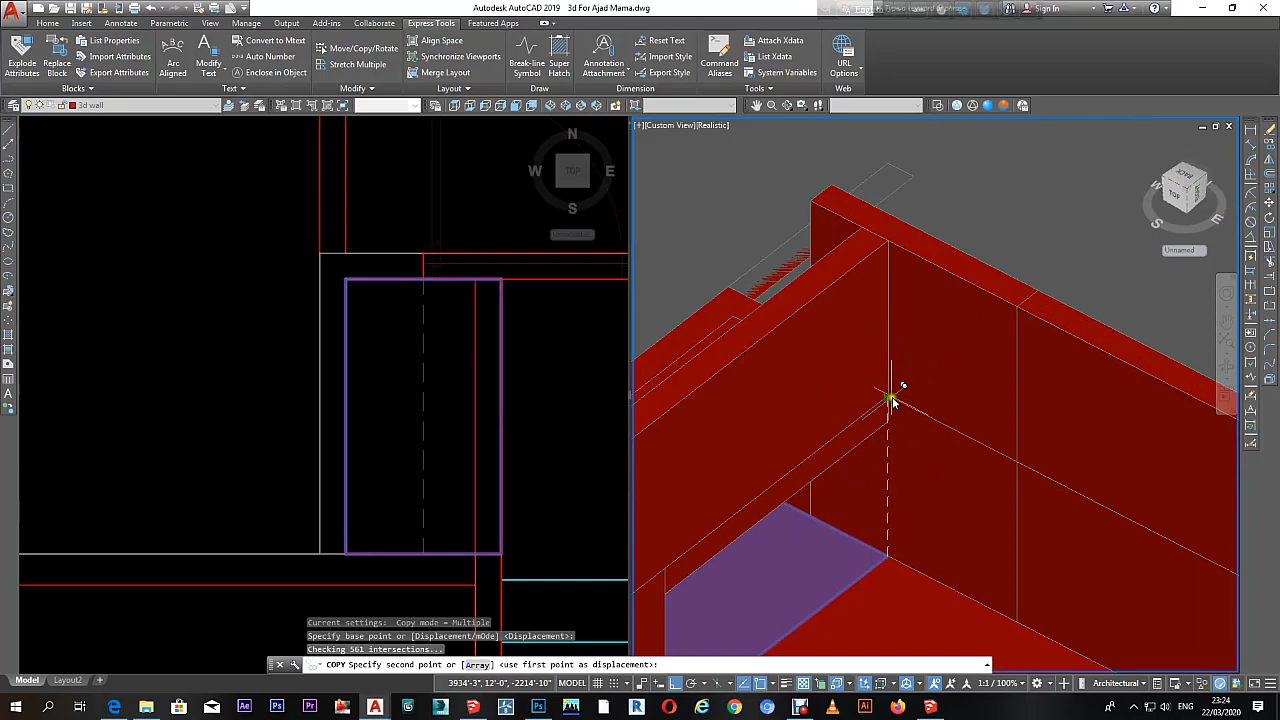 Autodesk AutoCAD 2019   3d For Ajad Mama.dwg
Sign In
Home Insert Annotate Parametric View Manage Output Add-ins Collaborate Express Tools Featured Apps
Explode Attributes
Replace Block
List Properties
Import Attributes
Export Attributes
Arc Aligned
Modify Text
Convert to Mtext
Auto Number
Enclose in Object
Move/Copy/Rotate
Stretch Multiple
Align Space
Synchronize Viewports
Merge Layout
Break-line Symbol
Super Hatch
Annotation Attachment
Reset Text
Import Style
Export Style
Command Aliases
Attach Xdata
List Xdata
System Variables
URL Options
Blocks Text Modify Layout Draw Dimension Tools Web
3d wall
[+][Custom View][Realistic]
N
W TOP E
S
BACK
TOP
W
S E
Unnamed
Current settings: Copy mode = Multiple
Specify base point or [Displacement/mOde] <Displacement>:
Checking 561 intersections...
COPY Specify second point or [Array] <use first point as displacement>:
Model Layout2 +
3934'-3", 12'-0", -2214'-10" MODEL
1:1 / 100%
Architectural
Ae Ps Pr A R Ps Ai
ENG
23:24
22/03/2020